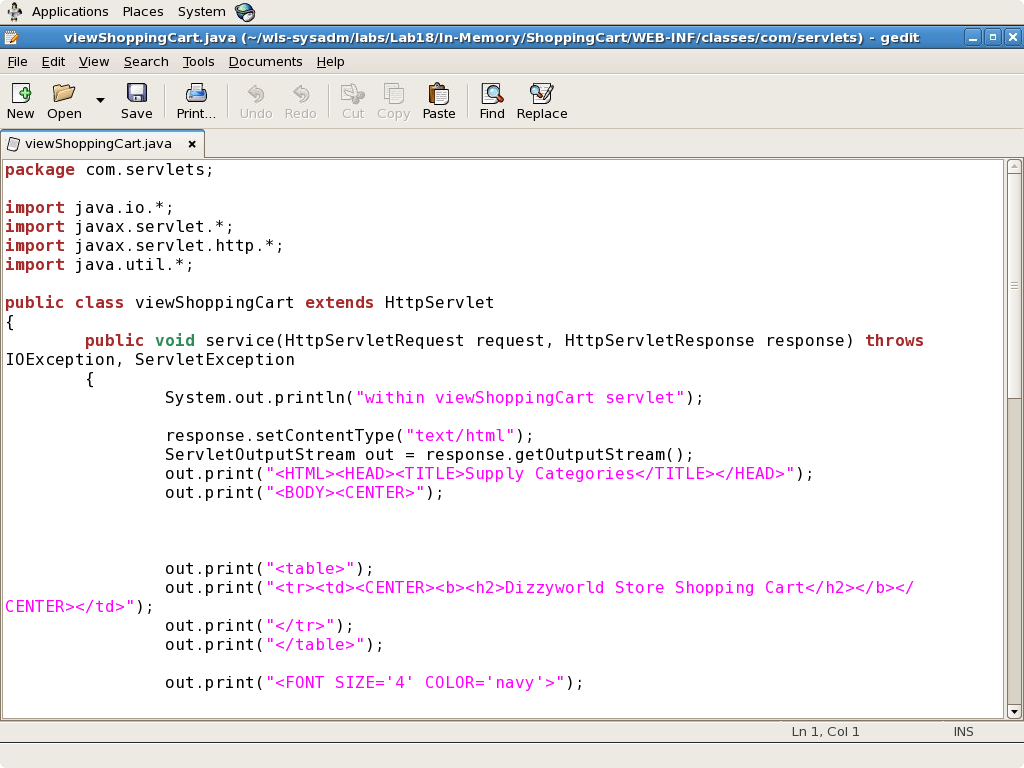 Applications Places System
viewShoppingCart.java (~/wls-sysadm/labs/Lab18/In-Memory/ShoppingCart/WEB-INF/classes/com/servlets) - gedit
File Edit View Search Tools Documents Help
New Open Save Print... Undo Redo Cut Copy Paste Find Replace
viewShoppingCart.java
package com.servlets;
import java.io.*;
import javax.servlet.*;
import javax.servlet.http.*;
import java.util.*;
public class viewShoppingCart extends HttpServlet
{
public void service(HttpServletRequest request, HttpServletResponse response) throws
IOException, ServletException
{
System.out.println("within viewShoppingCart servlet");
response.setContentType("text/html");
ServletOutputStream out = response.getOutputStream();
out.print("<HTML><HEAD><TITLE>Supply Categories</TITLE></HEAD>");
out.print("<BODY><CENTER>");
out.print("<table>");
out.print("<tr><td><CENTER><b><h2>Dizzyworld Store Shopping Cart</h2></b></
CENTER></td>");
out.print("</tr>");
out.print("</table>");
out.print("<FONT SIZE='4' COLOR='navy'>");
Ln 1, Col 1 INS